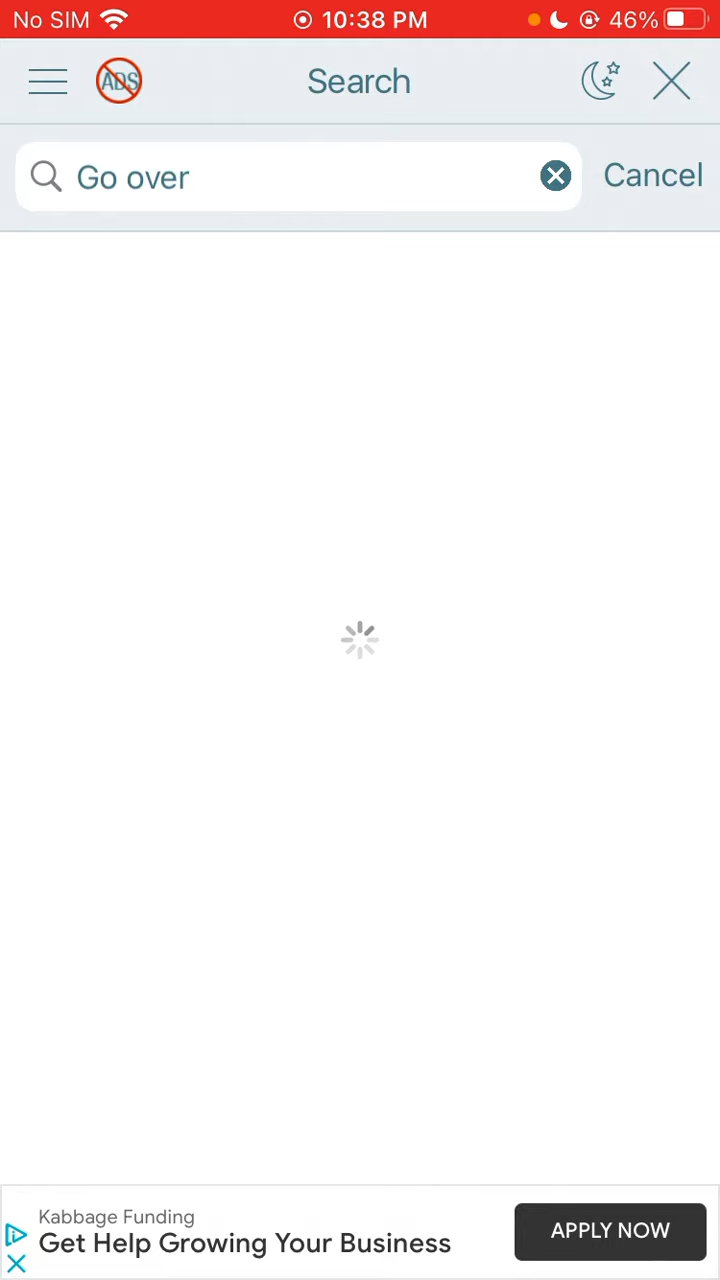 No SIM 10:38 PM 46%
ADS Search
Go over Cancel
Kabbage Funding
Get Help Growing Your Business
APPLY NOW